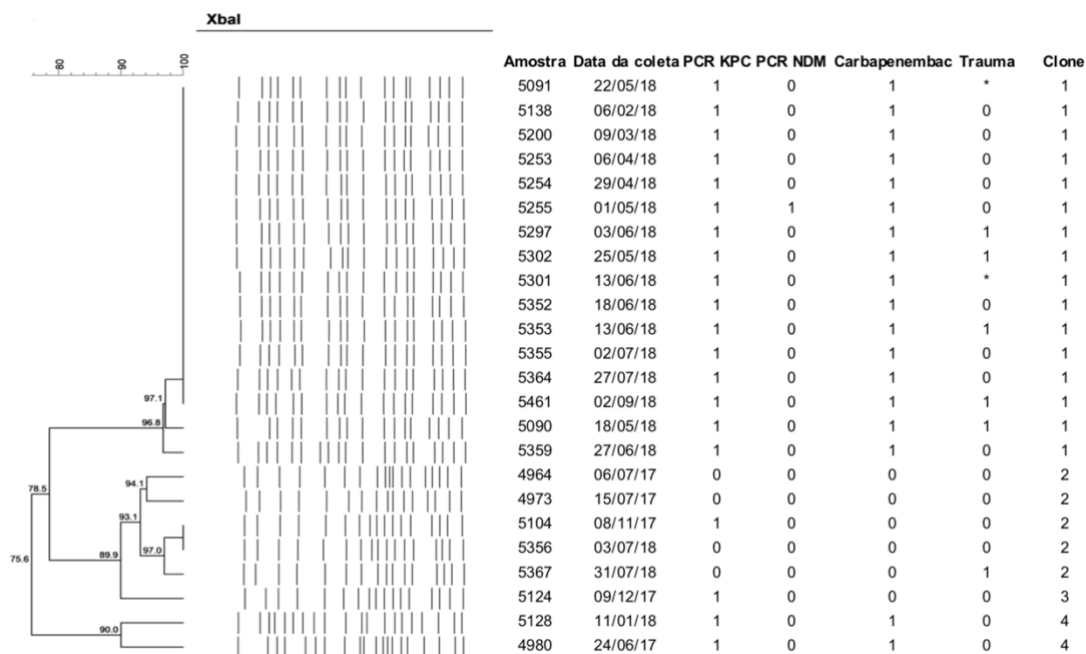 XbaI
80 90 100
Amostra Data da coleta PCR KPC PCR NDM Carbapenembac Trauma Clone
5091 22/05/18 1 0 1 * 1
5138 06/02/18 1 0 1 0 1
5200 09/03/18 1 0 1 0 1
5253 06/04/18 1 0 1 0 1
5254 29/04/18 1 0 1 0 1
5255 01/05/18 1 1 1 0 1
5297 03/06/18 1 0 1 1 1
5302 25/05/18 1 0 1 1 1
5301 13/06/18 1 0 1 * 1
5352 18/06/18 1 0 1 0 1
5353 13/06/18 1 0 1 1 1
5355 02/07/18 1 0 1 0 1
5364 27/07/18 1 0 1 0 1
97.1
5461 02/09/18 1 0 1 1 1
96.8
5090 18/05/18 1 0 1 1 1
5359 27/06/18 1 0 1 0 1
4964 06/07/17 0 0 0 0 2
94.1
78.5
4973 15/07/17 0 0 0 0 2
93.1
5104 08/11/17 1 0 0 0 2
5356 03/07/18 0 0 0 0 2
89.9 97.0
75.6
5367 31/07/18 0 0 0 1 2
5124 09/12/17 1 0 0 0 3
5128 11/01/18 1 0 1 0 4
90.0
4980 24/06/17 1 0 1 0 4